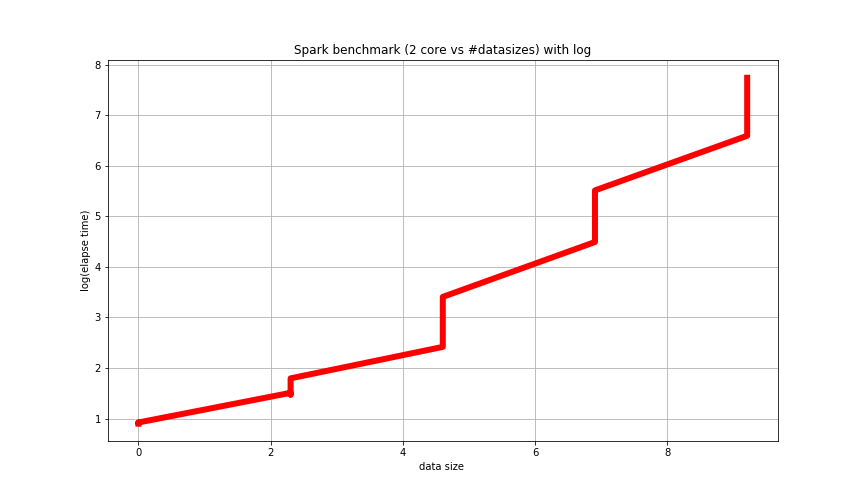 Spark benchmark (2 core vs #datasizes) with log
8
7
6
5
4
3
2
1
log(elapse time)
0 2 4 6 8
data size